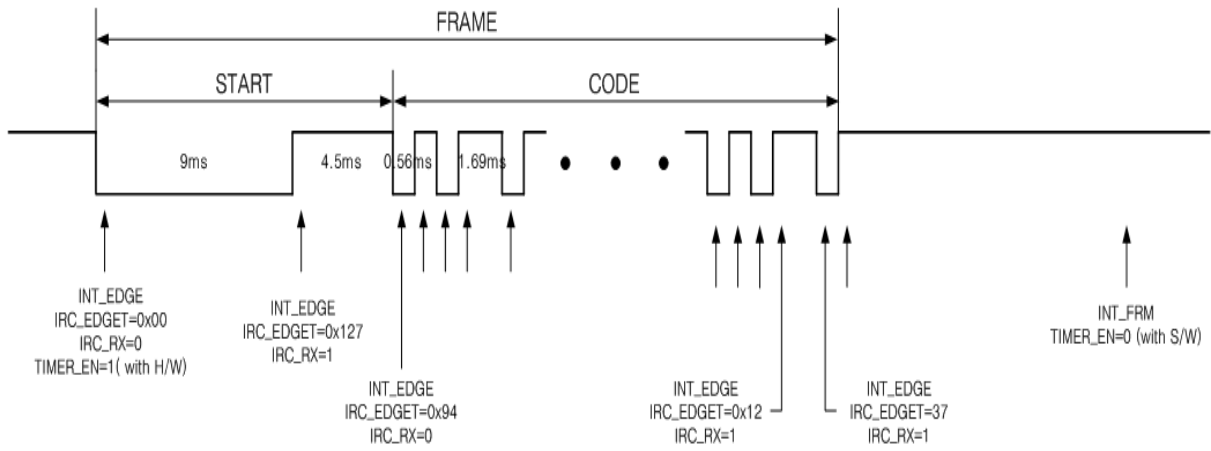 FRAME
START
CODE
9ms
4.5ms
0.56ms
1.69ms
INT_EDGE
IRC_EDGET=0x00
IRC_RX=0
TIMER_EN=1( with H/W)
INT_EDGE
IRC_EDGET=0x127
IRC_RX=1
INT_EDGE
IRC_EDGET=0x94
IRC_RX=0
INT_EDGE
IRC_EDGET=0x12
IRC_RX=1
INT_EDGE
IRC_EDGET=37
IRC_RX=1
INT_FRM
TIMER_EN=0 (with S/W)